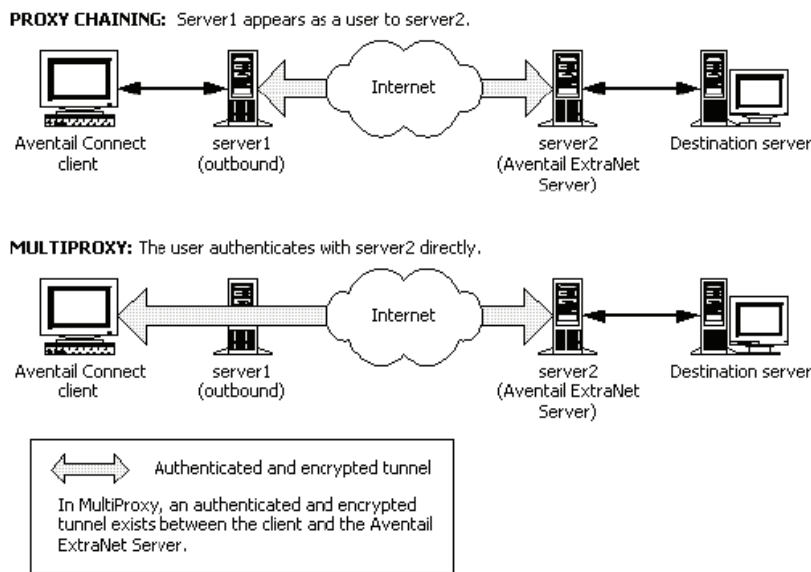 PROXY CHAINING: Server1 appears as a user to server2.
Internet
Aventail Connect
client
server1
(outbound)
server2
(Aventail ExtraNet
Server)
Destination server
MULTIPROXY: The user authenticates with server2 directly.
Internet
Aventail Connect
client
server1
(outbound)
server2
(Aventail ExtraNet
Server)
Destination server
Authenticated and encrypted tunnel
In MultiProxy, an authenticated and encrypted
tunnel exists between the client and the Aventail
ExtraNet Server.